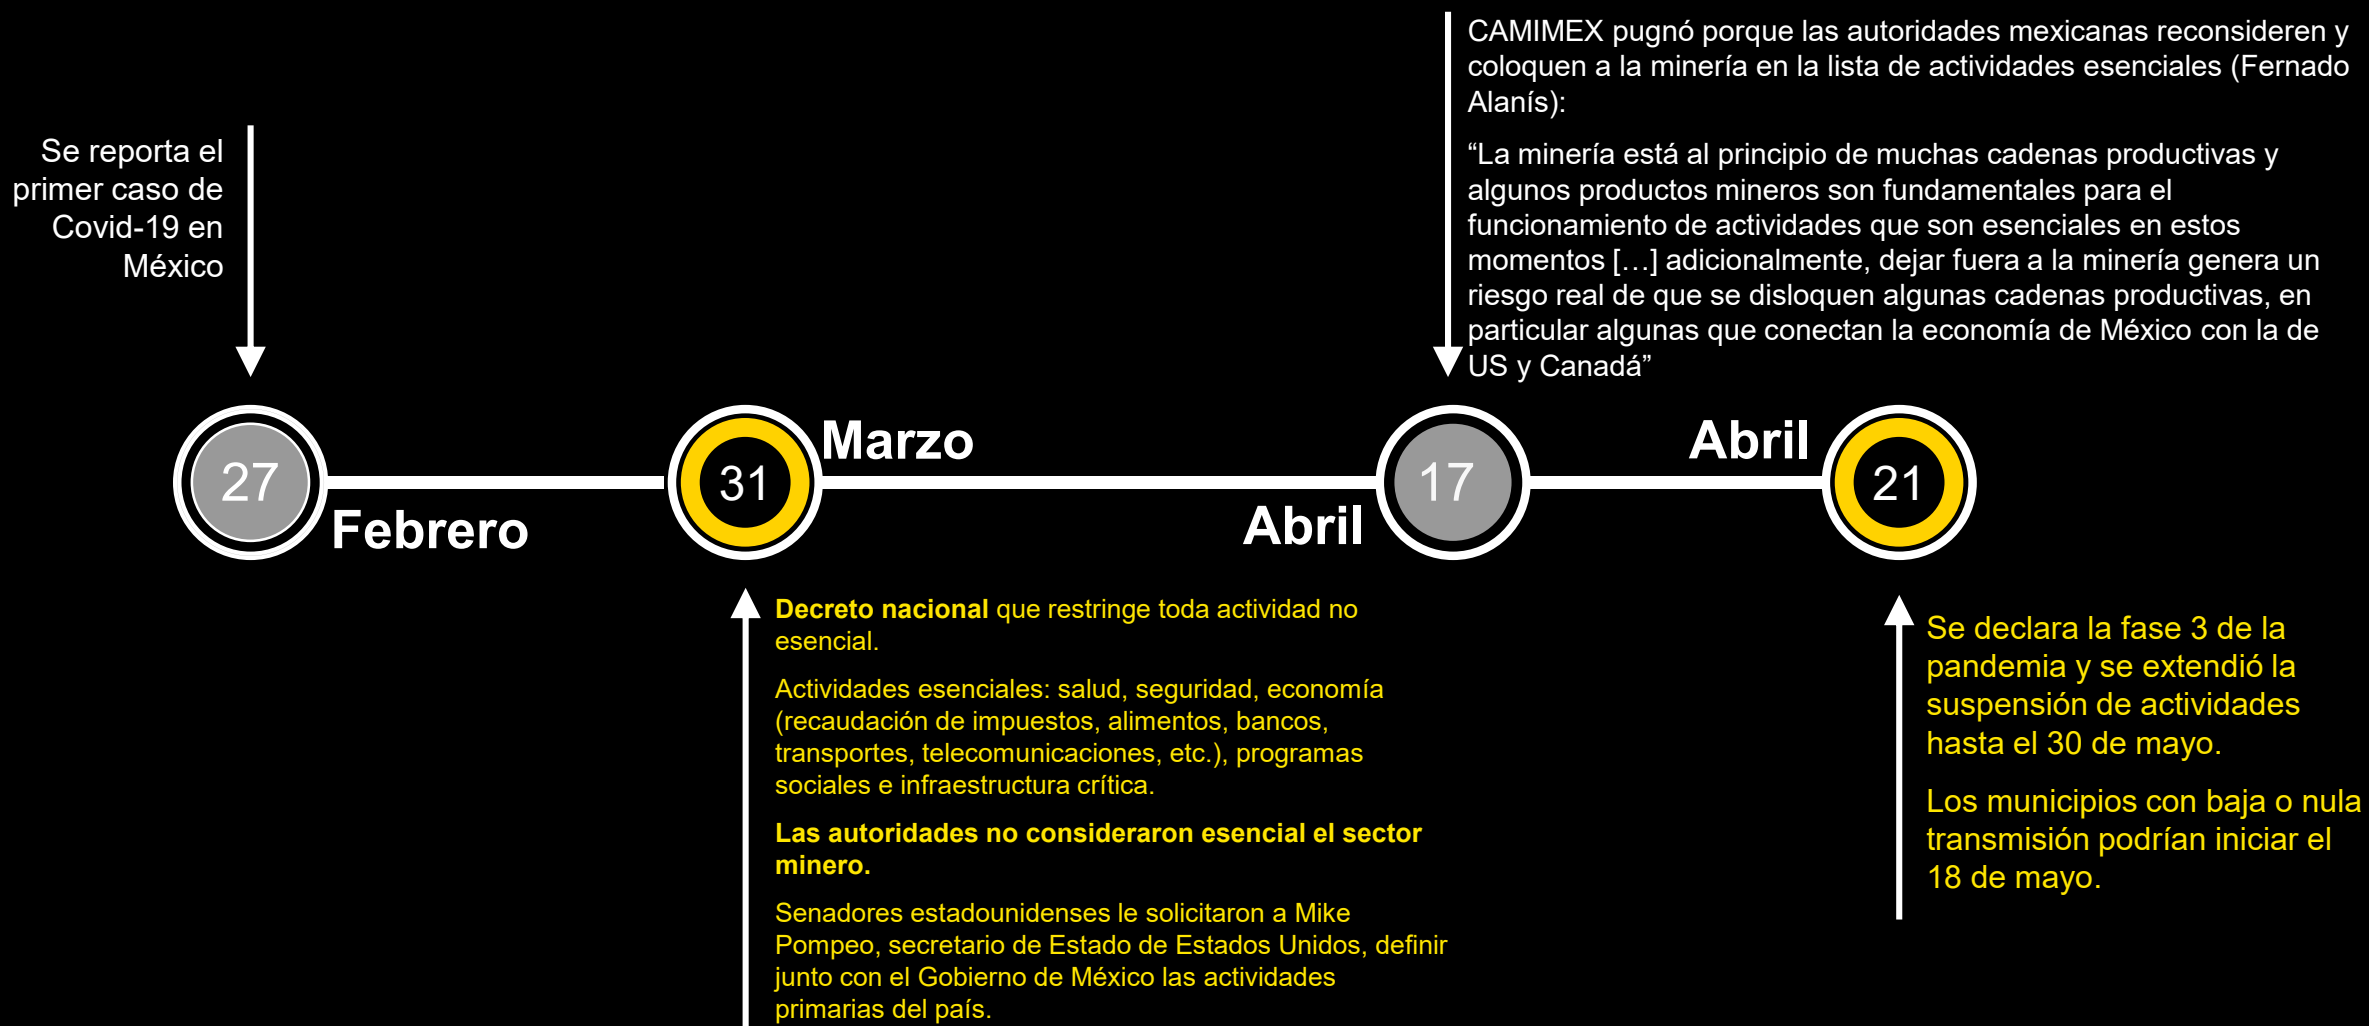 Se reporta el
primer caso de
Covid-19 en
México
27
Febrero
31
Marzo
Decreto nacional que restringe toda actividad no
esencial.
Actividades esenciales: salud, seguridad, economía
(recaudación de impuestos, alimentos, bancos,
transportes, telecomunicaciones, etc.), programas
sociales e infraestructura crítica.
Las autoridades no consideraron esencial el sector
minero.
Senadores estadounidenses le solicitaron a Mike
Pompeo, secretario de Estado de Estados Unidos, definir
junto con el Gobierno de México las actividades
primarias del país.
CAMIMEX pugnó porque las autoridades mexicanas reconsideren y
coloquen a la minería en la lista de actividades esenciales (Fernado
Alanís):
“La minería está al principio de muchas cadenas productivas y
algunos productos mineros son fundamentales para el
funcionamiento de actividades que son esenciales en estos
momentos […] adicionalmente, dejar fuera a la minería genera un
riesgo real de que se disloquen algunas cadenas productivas, en
particular algunas que conectan la economía de México con la de
US y Canadá”
Abril
17
Abril
21
Se declara la fase 3 de la
pandemia y se extendió la
suspensión de actividades
hasta el 30 de mayo.
Los municipios con baja o nula
transmisión podrían iniciar el
18 de mayo.